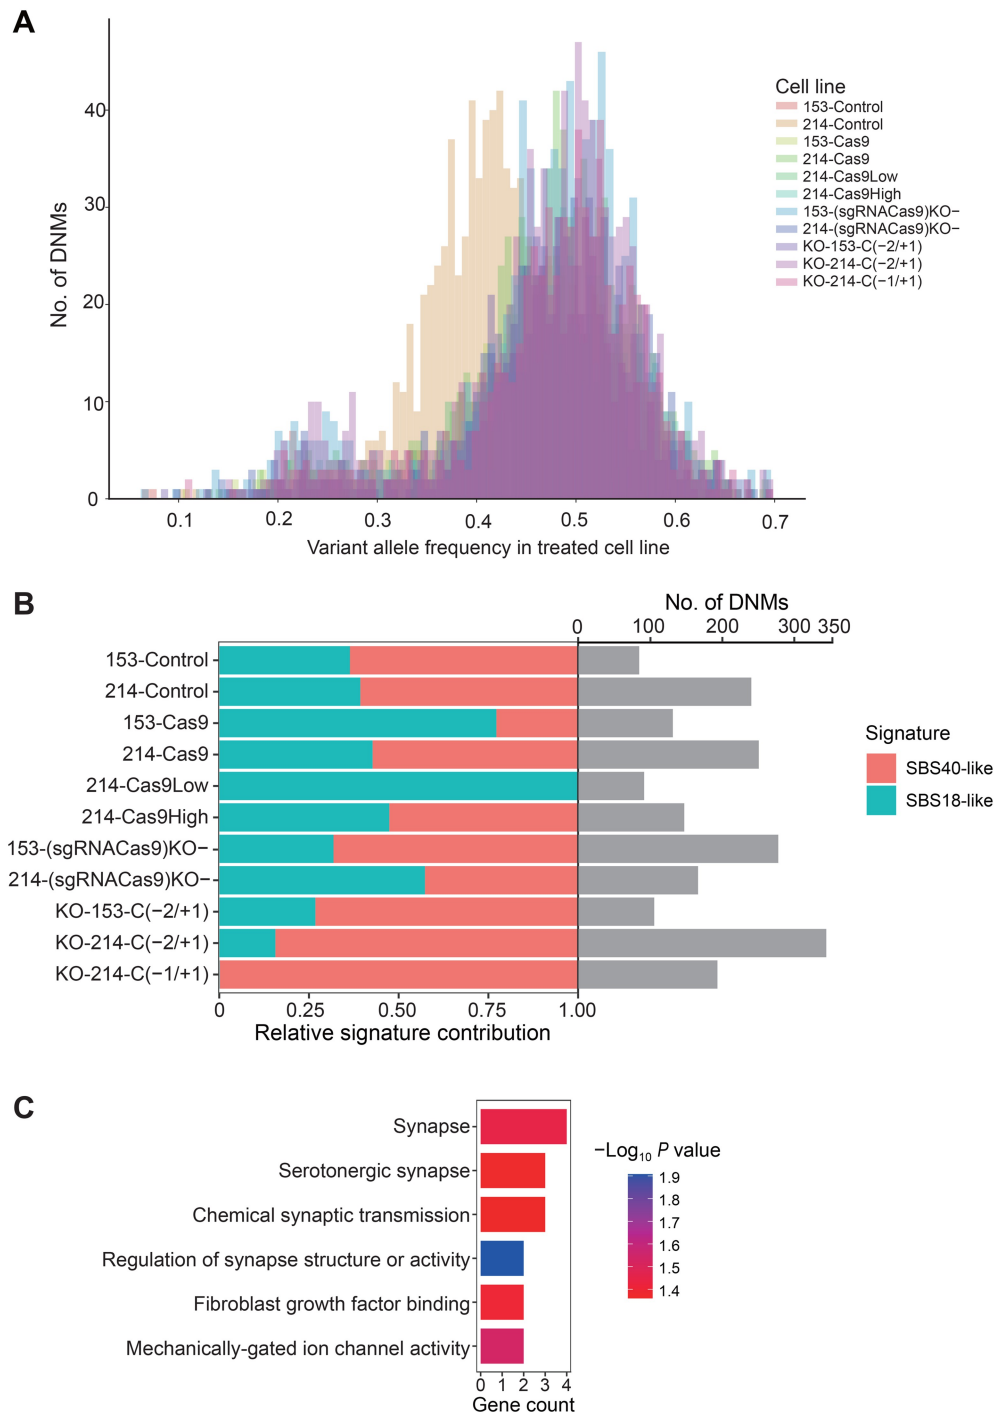 A
No. of DNMs
40
30
20
10
0
0.1 0.2 0.3 0.4 0.5 0.6 0.7
Variant allele frequency in treated cell line
Cell line
153-Control
214-Control
153-Cas9
214-Cas9
214-Cas9Low
214-Cas9High
153-(sgRNACas9)KO−
214-(sgRNACas9)KO−
KO-153-C(−2/+1)
KO-214-C(−2/+1)
KO-214-C(−1/+1)
B
No. of DNMs
0 100 200 300 350
153-Control
214-Control
153-Cas9
214-Cas9
214-Cas9Low
214-Cas9High
153-(sgRNACas9)KO−
214-(sgRNACas9)KO−
KO-153-C(−2/+1)
KO-214-C(−2/+1)
KO-214-C(−1/+1)
0 0.25 0.50 0.75 1.00
Relative signature contribution
Signature
SBS40-like
SBS18-like
C
Synapse
Serotonergic synapse
Chemical synaptic transmission
Regulation of synapse structure or activity
Fibroblast growth factor binding
Mechanically-gated ion channel activity
0 1 2 3 4
Gene count
−Log₁₀ P value
1.9
1.8
1.7
1.6
1.5
1.4